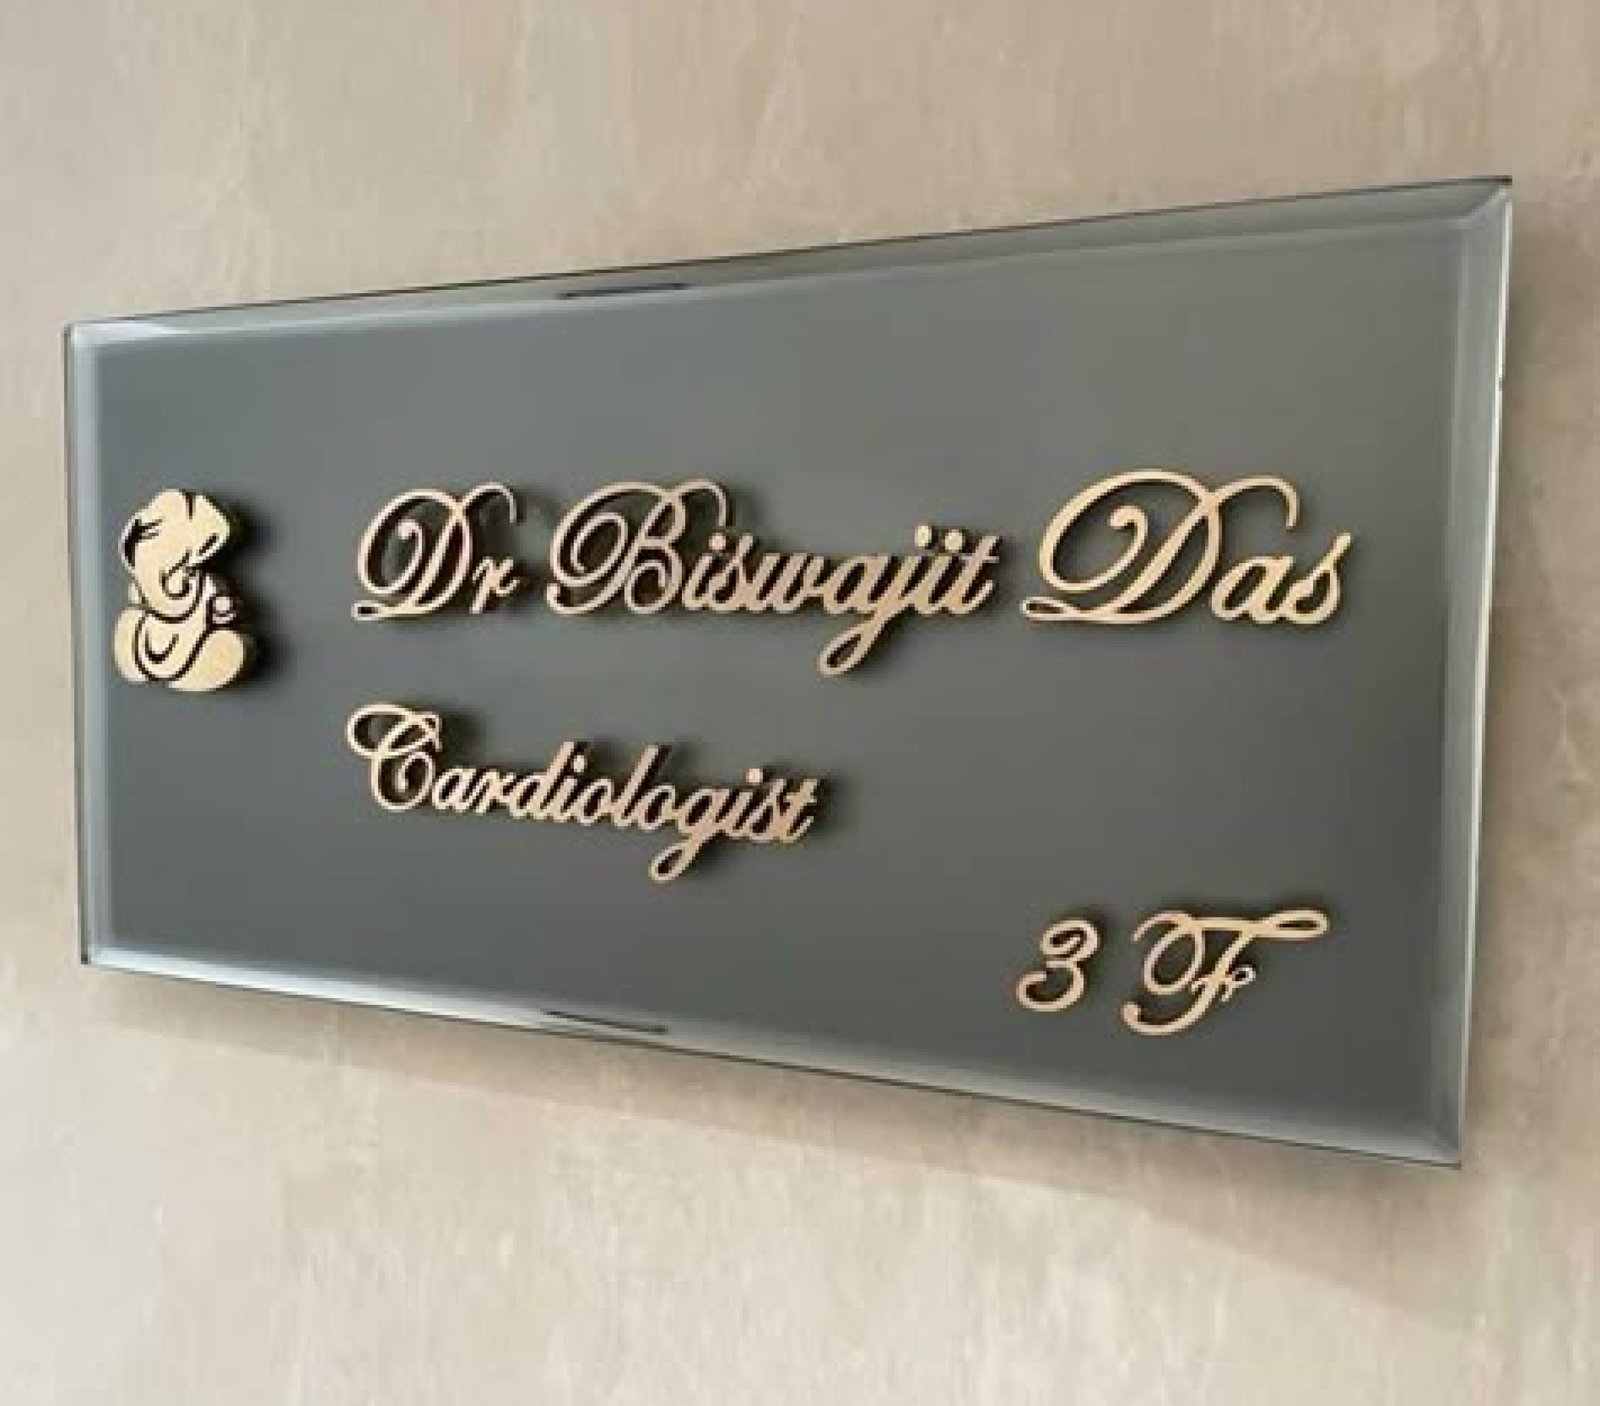 Dr Biswajit Das
Cardiologist
3 F